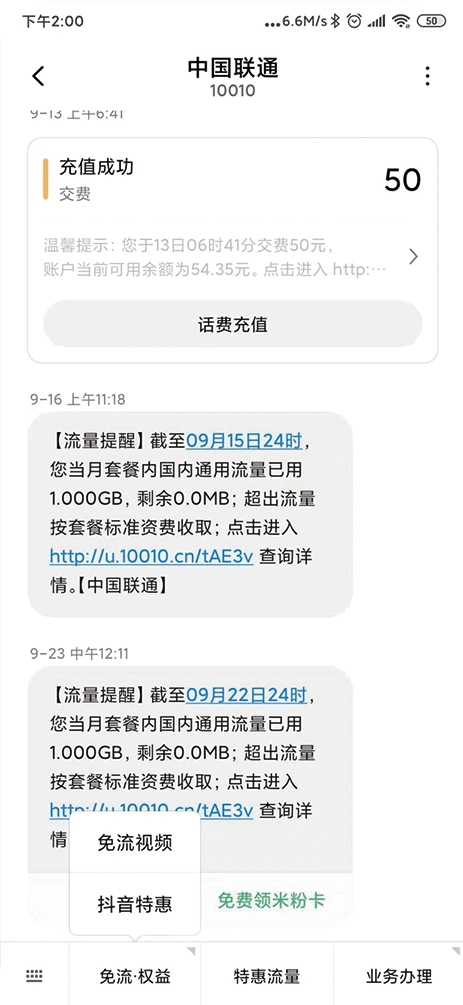 下午2:00
...6.6M/s
50
中国联通
10010
9-13 上午6:41
充值成功
交费
50
温馨提示：您于13日06时41分交费50元，
账户当前可用余额为54.35元。点击进入 http:…
话费充值
9-16 上午11:18
【流量提醒】截至09月15日24时，
您当月套餐内国内通用流量已用
1.000GB，剩余0.0MB；超出流量
按套餐标准资费收取；点击进入
http://u.10010.cn/tAE3v 查询详
情。【中国联通】
9-23 中午12:11
【流量提醒】截至09月22日24时，
您当月套餐内国内通用流量已用
1.000GB，剩余0.0MB；超出流量
按套餐标准资费收取；点击进入
http://u.10010.cn/tAE3v 查询详
情
免流视频
抖音特惠
免费领米粉卡
免流·权益
特惠流量
业务办理